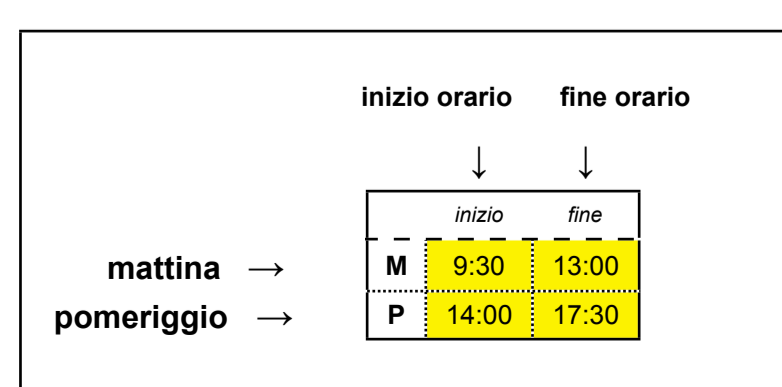 inizio orario fine orario
↓ ↓
inizio fine
mattina → M 9:30 13:00
pomeriggio → P 14:00 17:30